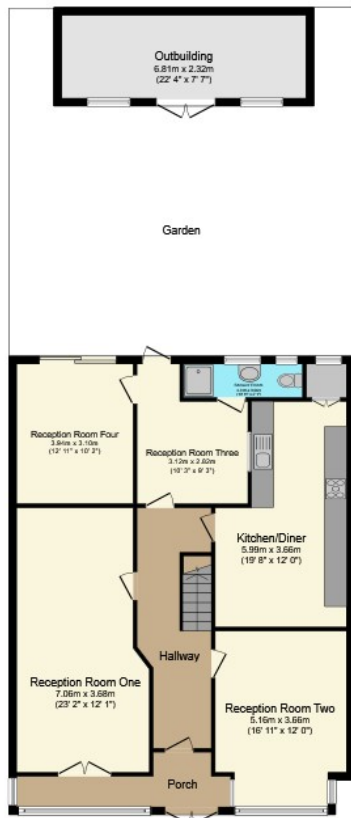 Outbuilding
6.81m x 2.32m
(22' 4" x 7' 7")
Garden
Reception Room Four
3.94m x 3.10m
(12' 11" x 10' 2")
Reception Room Three
3.12m x 2.82m
(10' 3" x 9' 3")
Kitchen/Diner
5.99m x 3.66m
(19' 8" x 12' 0")
Hallway
Reception Room One
7.06m x 3.68m
(23' 2" x 12' 1")
Reception Room Two
5.16m x 3.66m
(16' 11" x 12' 0")
Porch